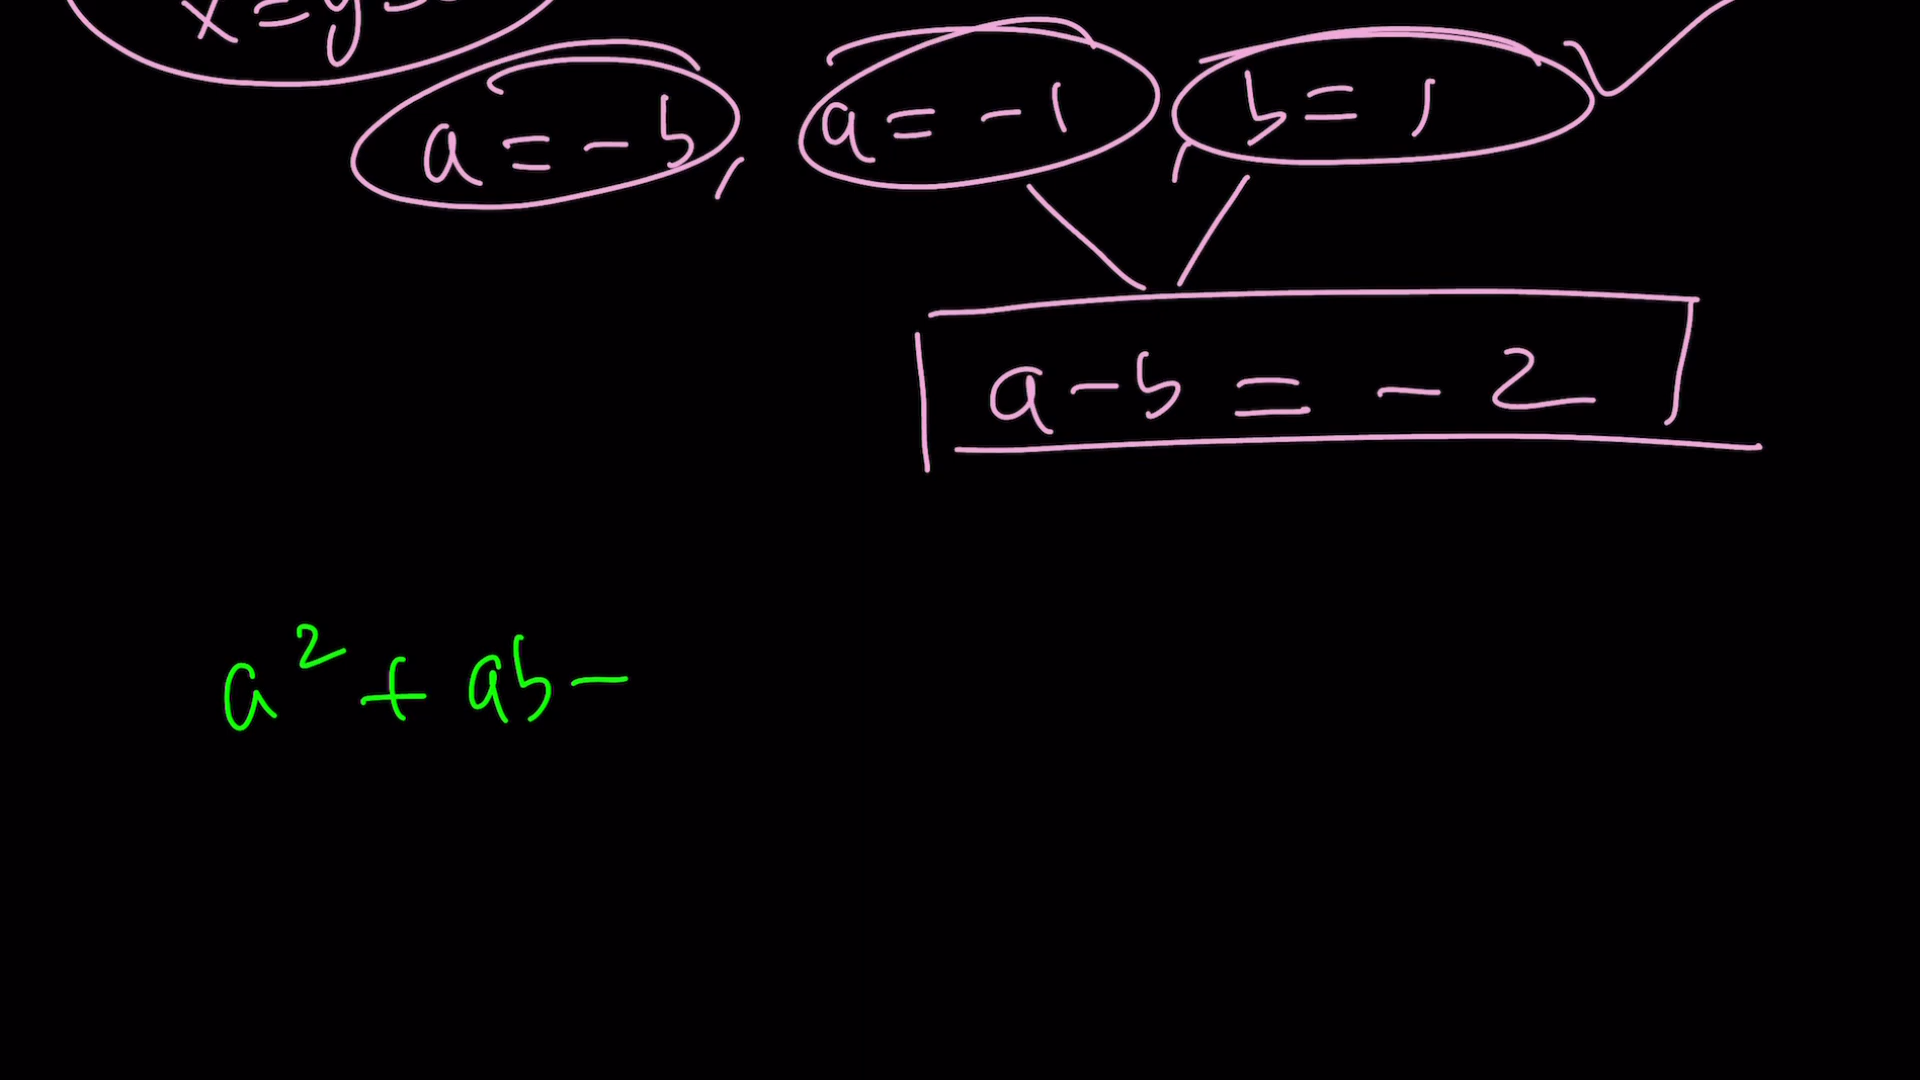 x = y =
a = - b, a = - 1, b = 1
a - b = - 2
a² + ab -